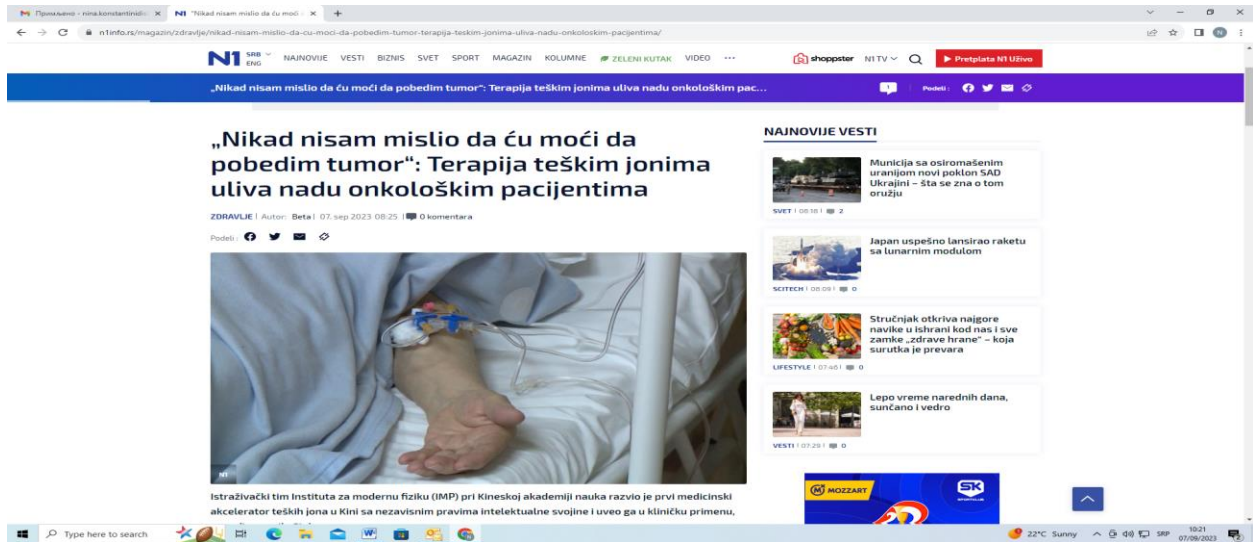 "Nikad nisam mislio da ću moći
n1info.rs/magazin/zdravlje/nikad-nisam-mislio-da-cu-moci-da-pobedim-tumor-terapija-teskim-jonima-uliva-nadu-onkoloskim-pacijentima/
N1 SRB
ENG
NAJNOVIJE VESTI BIZNIS SVET SPORT MAGAZIN KOLUMNE ZELENI KUTAK VIDEO ...
shoppster N1 TV Pretplata N1 Uživo
„Nikad nisam mislio da ću moći da pobedim tumor“: Terapija teškim jonima uliva nadu onkološkim pac...
1 Podeli:
„Nikad nisam mislio da ću moći da
pobedim tumor“: Terapija teškim jonima
uliva nadu onkološkim pacijentima
ZDRAVLJE | Autor: Beta | 07. sep 2023 08:25 | 0 komentara
Podeli:
N1
Istraživački tim Instituta za modernu fiziku (IMP) pri Kineskoj akademiji nauka razvio je prvi medicinski
akcelerator teških jona u Kini sa nezavisnim pravima intelektualne svojine i uveo ga u kliničku primenu,
NAJNOVIJE VESTI
Municija sa osiromašenim
uranijom novi poklon SAD
Ukrajini – šta se zna o tom
oružju
SVET | 08:18 | 2
Japan uspešno lansirao raketu
sa lunarnim modulom
SCITECH | 08:09 | 0
Stručnjak otkriva najgore
navike u ishrani kod nas i sve
zamke „zdrave hrane“ – koja
surutka je prevara
LIFESTYLE | 07:46 | 0
Lepo vreme narednih dana,
sunčano i vedro
VESTI | 07:29 | 0
MOZZART
SK
Type here to search
22°C Sunny SRP 10:21
07/09/2023